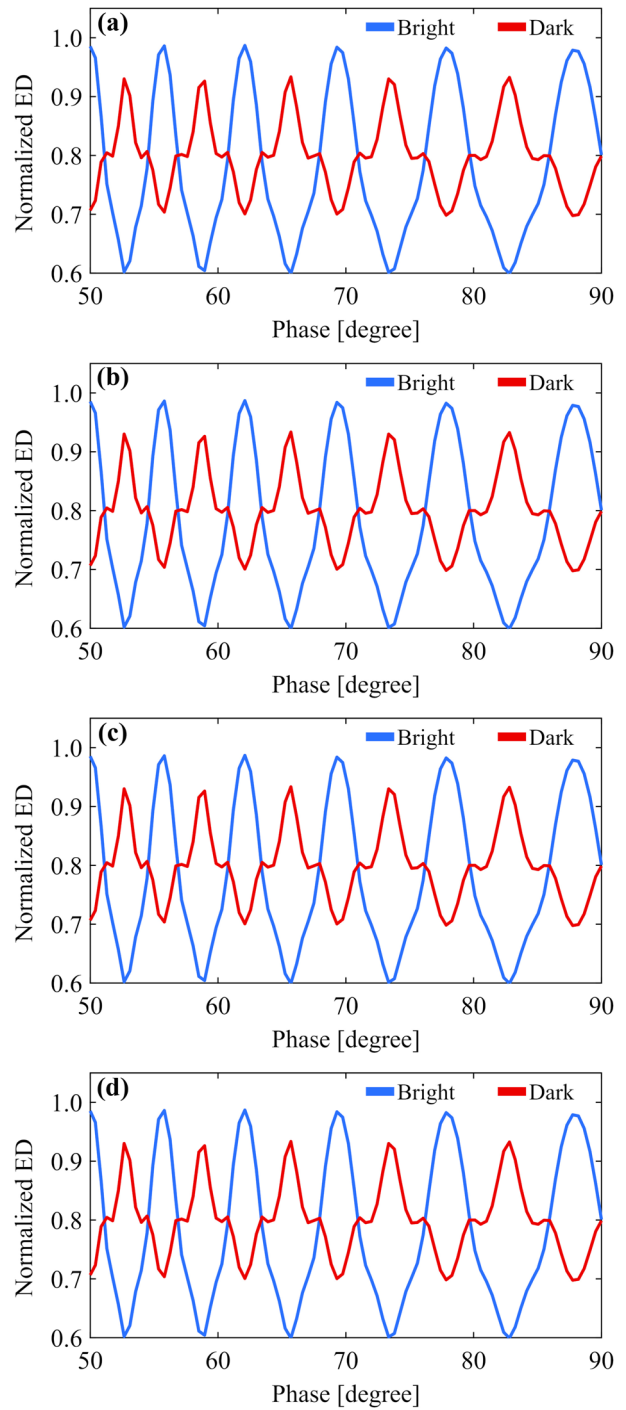 (a) Bright Dark
1.0
0.9
0.8
0.7
0.6
Normalized ED
50 60 70 80 90
Phase [degree]
(b) Bright Dark
1.0
0.9
0.8
0.7
0.6
Normalized ED
50 60 70 80 90
Phase [degree]
(c) Bright Dark
1.0
0.9
0.8
0.7
0.6
Normalized ED
50 60 70 80 90
Phase [degree]
(d) Bright Dark
1.0
0.9
0.8
0.7
0.6
Normalized ED
50 60 70 80 90
Phase [degree]